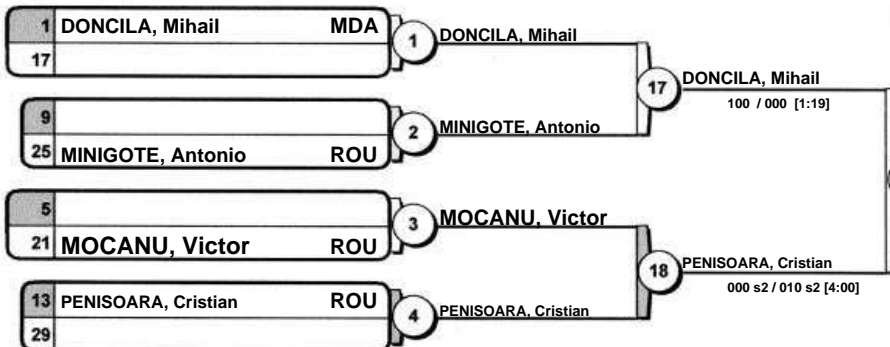 1 DONCILA, Mihail MDA
17
1
DONCILA, Mihail
9
25 MINIGOTE, Antonio ROU
2
MINIGOTE, Antonio
17
DONCILA, Mihail
100 / 000 [1:19]
5
21 MOCANU, Victor ROU
3
MOCANU, Victor
13 PENISOARA, Cristian ROU
29
4
PENISOARA, Cristian
18
PENISOARA, Cristian
000 s2 / 010 s2 [4:00]